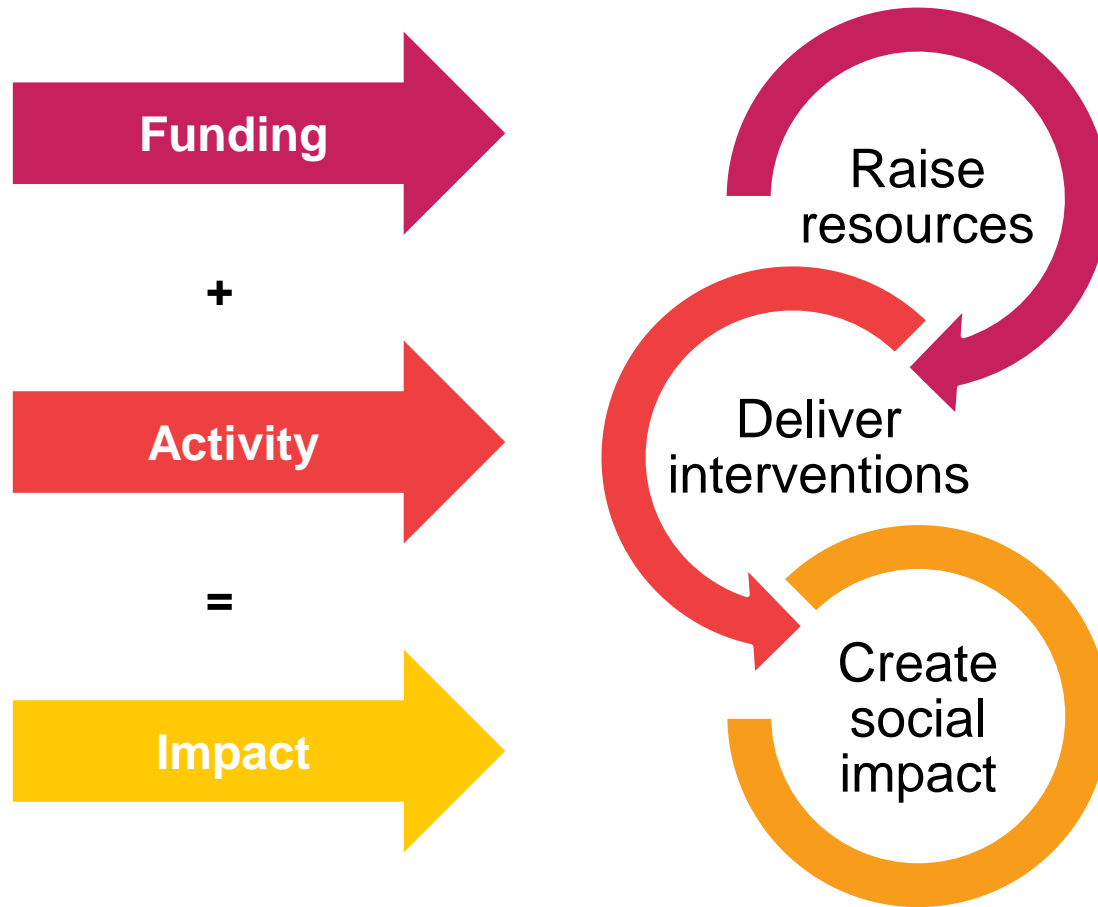 Funding
+
Activity
=
Impact
Raise
resources
Deliver
interventions
Create
social
impact